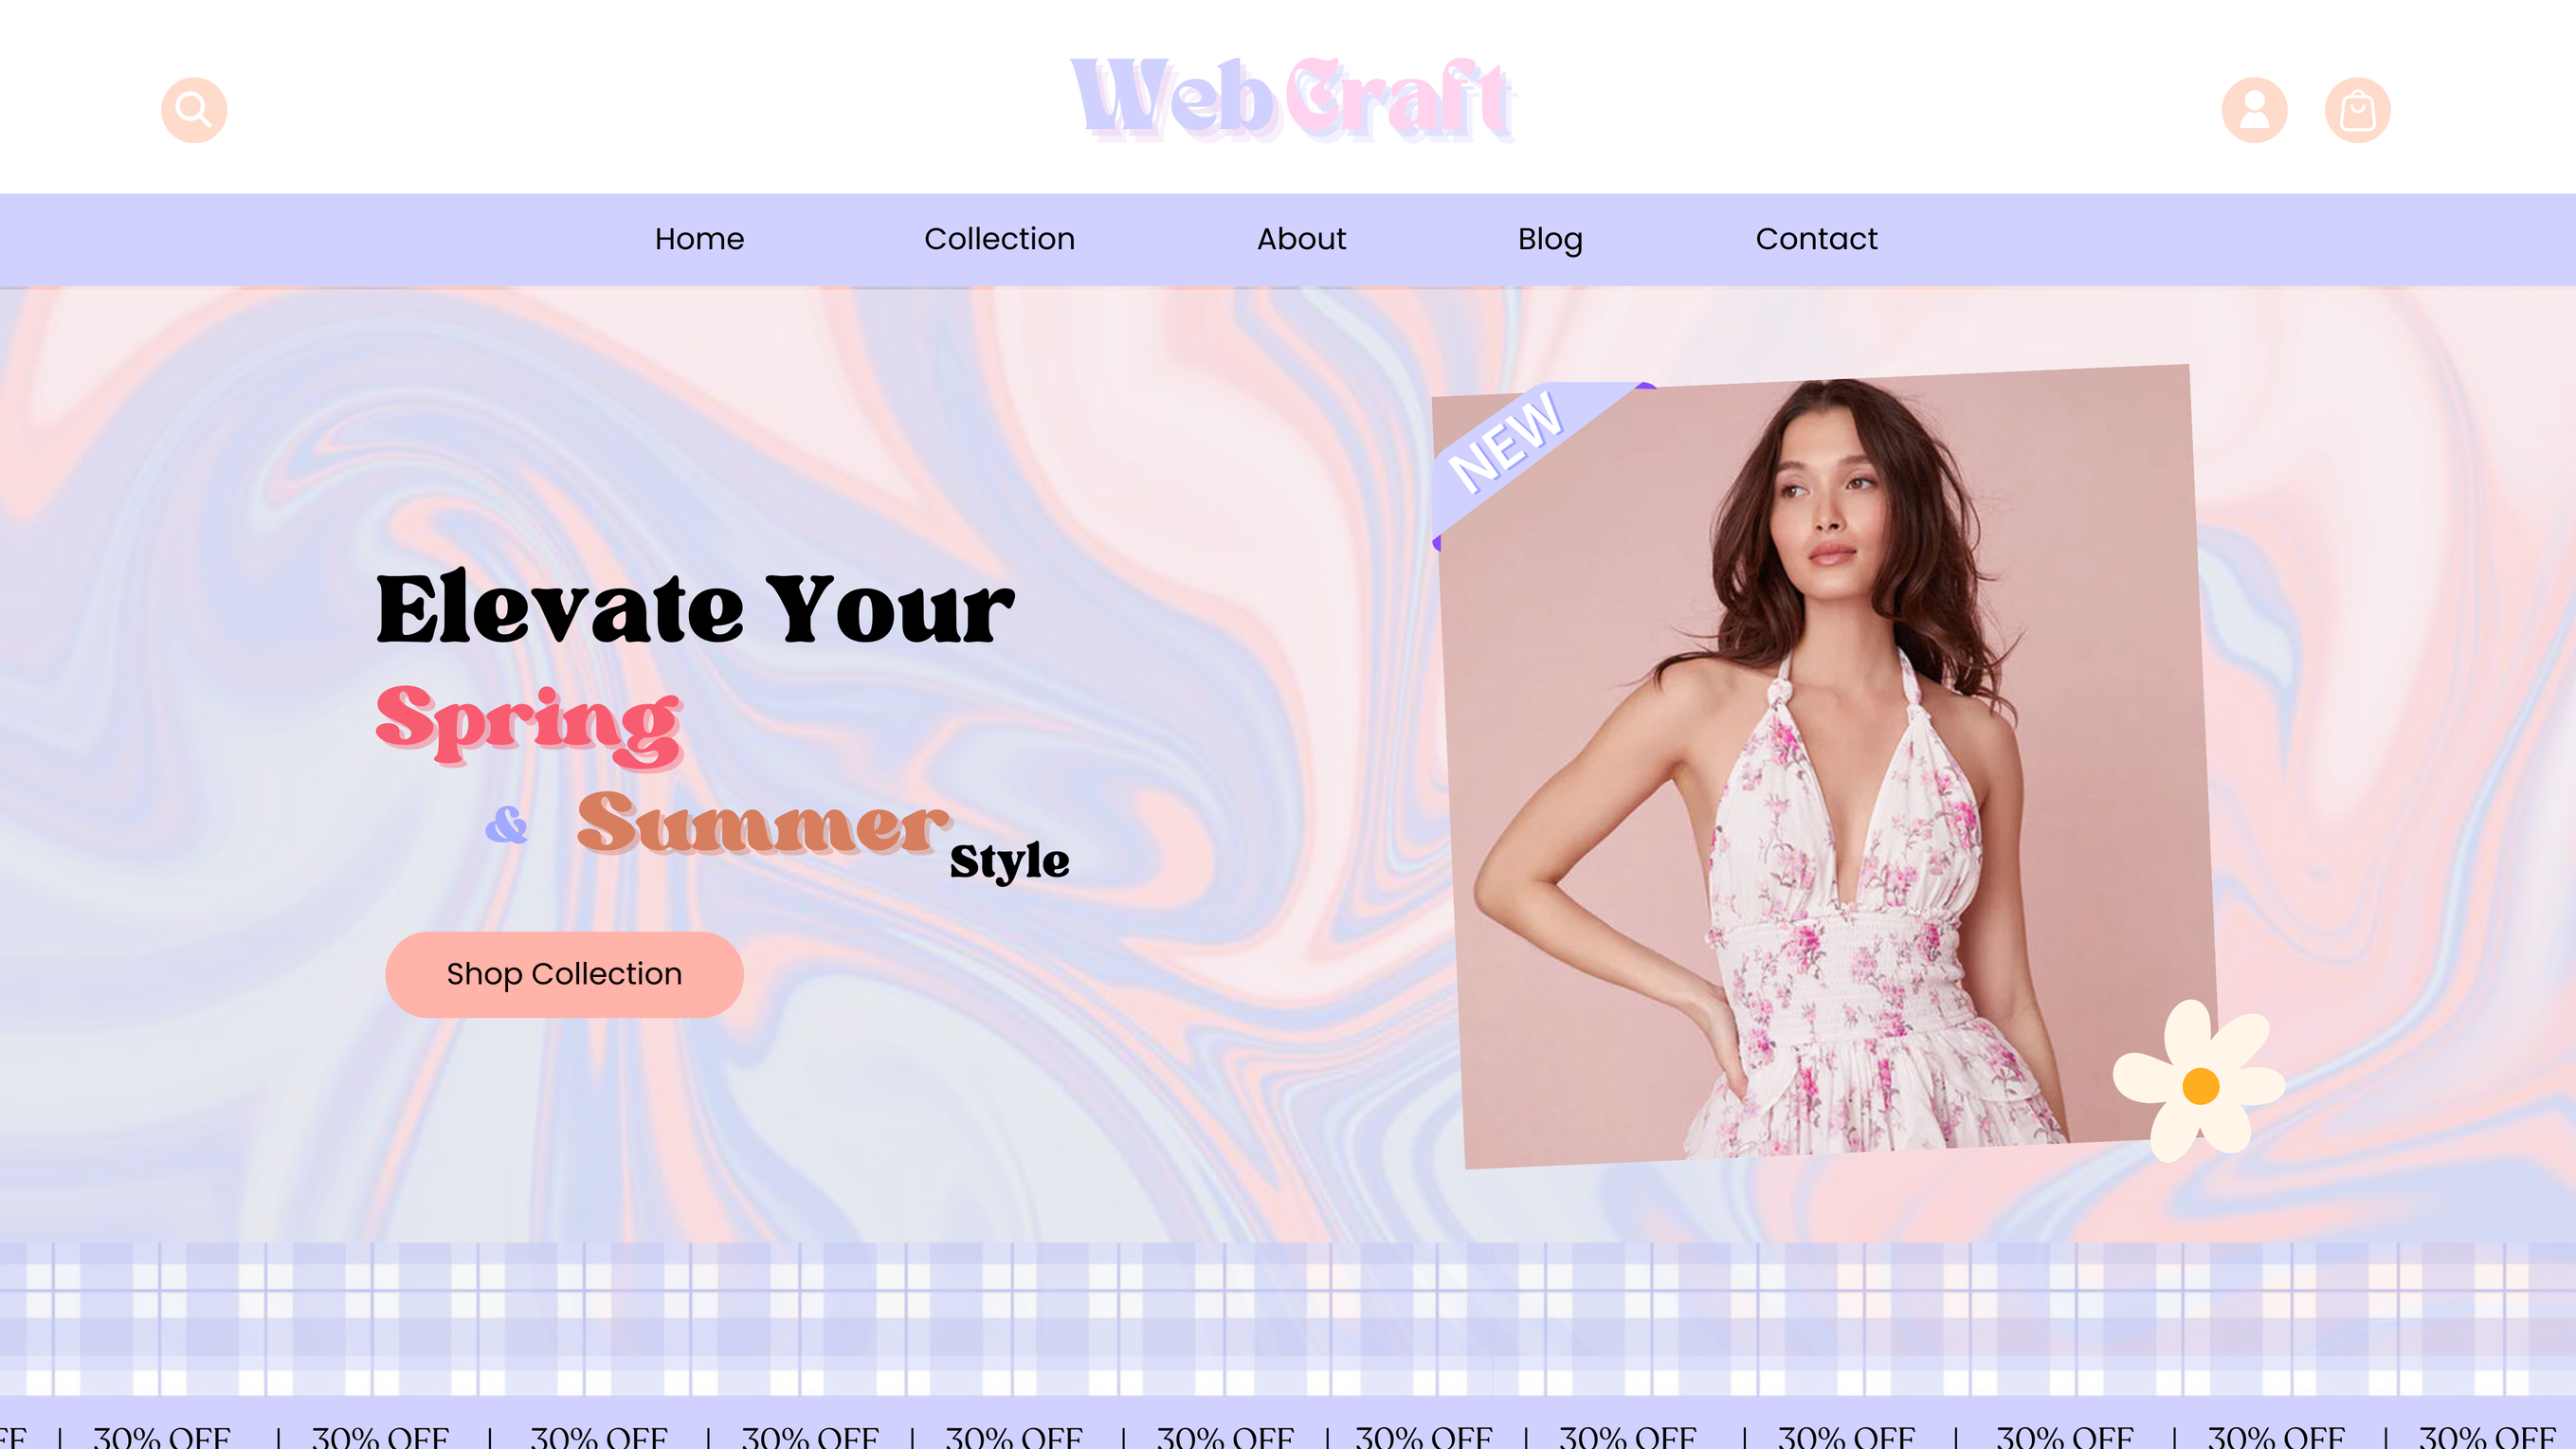 Web Craft
Home Collection About Blog Contact
NEW
Elevate Your
Spring
& Summer
Style
Shop Collection
FF | 30% OFF | 30% OFF | 30% OFF | 30% OFF | 30% OFF | 30% OFF | 30% OFF | 30% OFF | 30% OFF | 30% OFF | 30% OFF | 30% OFF